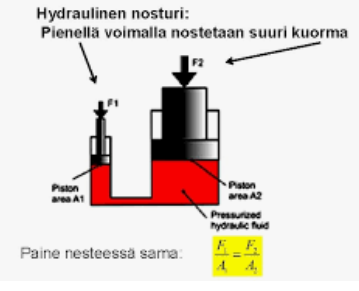 Hydraulinen nosturi:
Pienellä voimalla nostetaan suuri kuorma
F2
F1
Piston
area A1
Piston
area A2
Pressurized
hydraulic fluid
Paine nesteessä sama:
F₁/A₁ = F₂/A₂